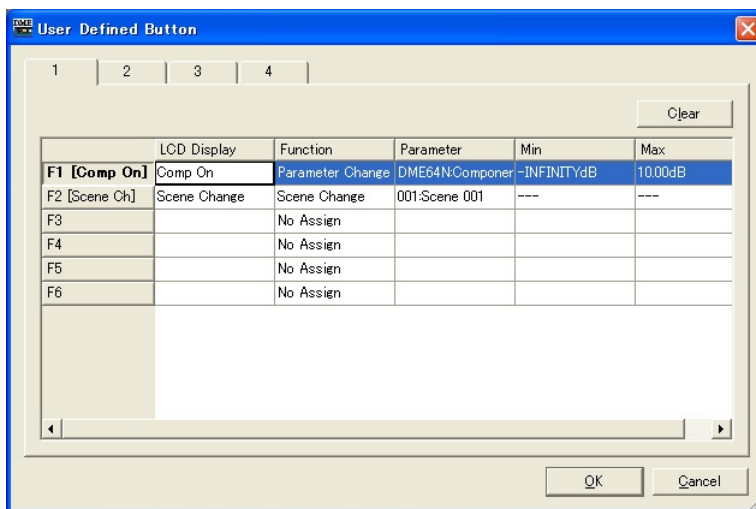 DME
User Defined Button
1 2 3 4
Clear
LCD Display Function Parameter Min Max
F1 [Comp On] Comp On Parameter Change DME64N:Componer -INFINITYdB 10.00dB
F2 [Scene Ch] Scene Change Scene Change 001:Scene 001 --- ---
F3 No Assign
F4 No Assign
F5 No Assign
F6 No Assign
OK Cancel